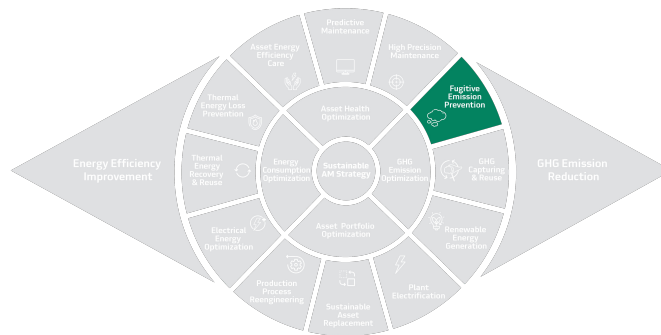 Predictive
Maintenance
Asset Energy
Efficiency
Care
High Precision
Maintenance
Fugitive
Emission
Prevention
Thermal
Energy Loss
Prevention
Asset Health
Optimization
Energy Efficiency
Improvement
Thermal
Energy
Recovery
& Reuse
Energy
Consumption
Optimization
Sustainable
AM Strategy
GHG
Emission
Optimization
GHG
Capturing
& Reuse
GHG Emission
Reduction
Electrical
Energy
Optimization
Asset Portfolio
Optimization
Renewable
Energy
Generation
Production
Process
Reengineering
Sustainable
Asset
Replacement
Plant
Electrification